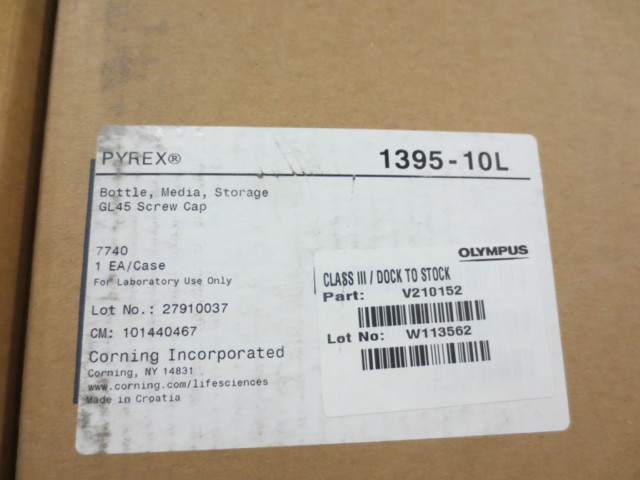 PYREX®
1395-10L
Bottle, Media, Storage
GL45 Screw Cap
7740
1 EA/Case
For Laboratory Use Only
Lot No.: 27910037
CM: 101440467
Corning Incorporated
Corning, NY 14831
www.corning.com/lifesciences
Made in Croatia
OLYMPUS
CLASS III / DOCK TO STOCK
Part: V210152
Lot No: W113562